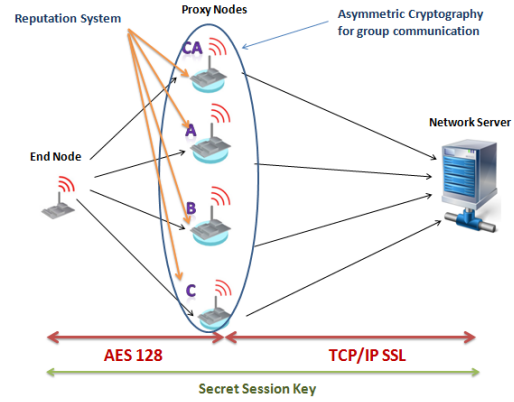 Proxy Nodes
Reputation System
Asymmetric Cryptography
for group communication
CA
A
Network Server
End Node
B
C
AES 128
TCP/IP SSL
Secret Session Key